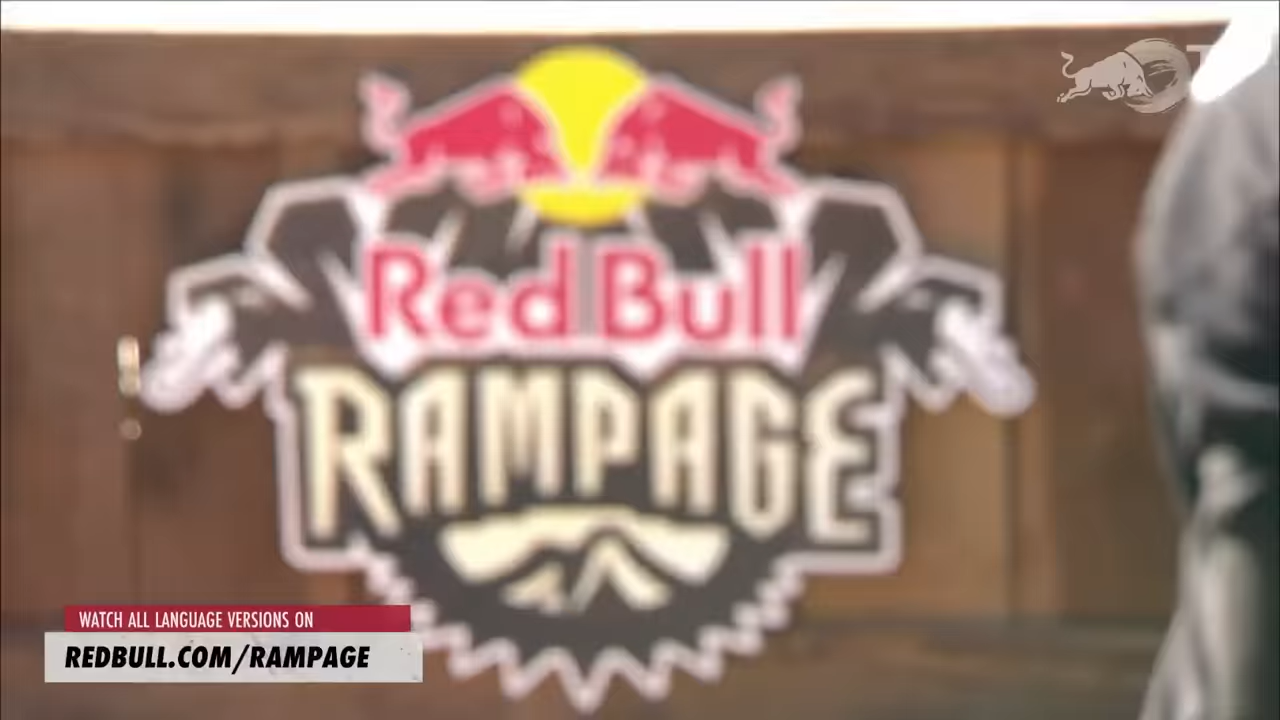 Red Bull
RAMPAGE
WATCH ALL LANGUAGE VERSIONS ON
REDBULL.COM/RAMPAGE